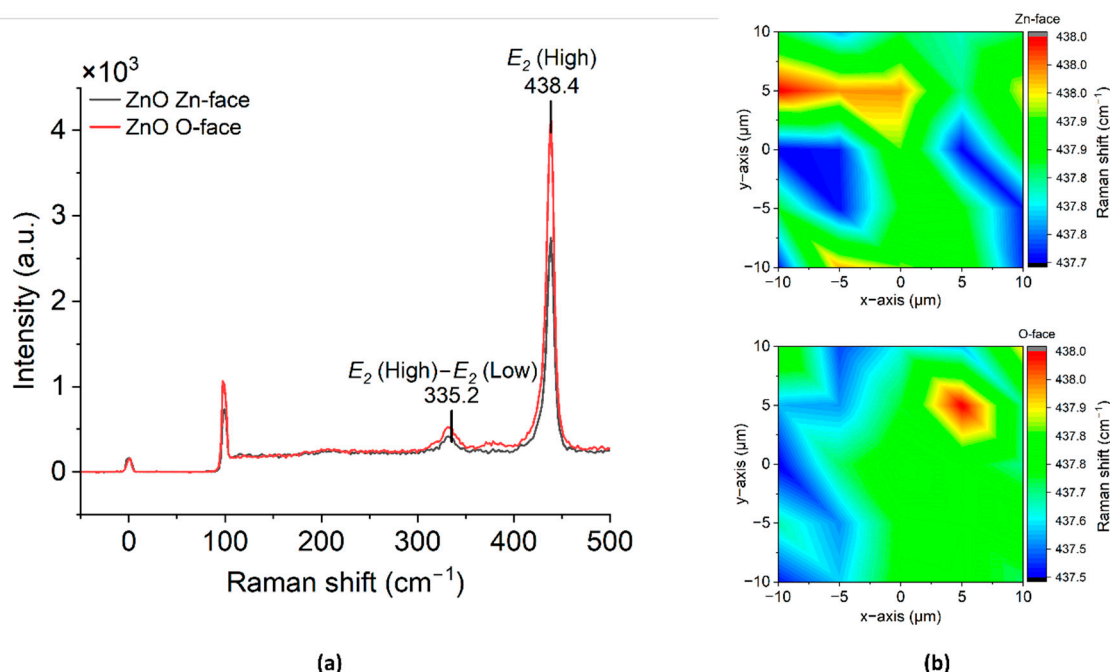 ×10³
ZnO Zn-face
ZnO O-face
E₂ (High)
438.4
E₂ (High)−E₂ (Low)
335.2
4
3
2
1
0
Intensity (a.u.)
0 100 200 300 400 500
Raman shift (cm⁻¹)
(a)
Zn-face
10
5
0
−5
−10
y−axis (µm)
−10 −5 0 5 10
x−axis (µm)
438.0
438.0
438.0
437.9
437.9
437.8
437.8
437.8
437.7
Raman shift (cm⁻¹)
O-face
10
5
0
−5
−10
y−axis (µm)
−10 −5 0 5 10
x−axis (µm)
438.0
437.9
437.9
437.8
437.7
437.6
437.5
437.5
Raman shift (cm⁻¹)
(b)